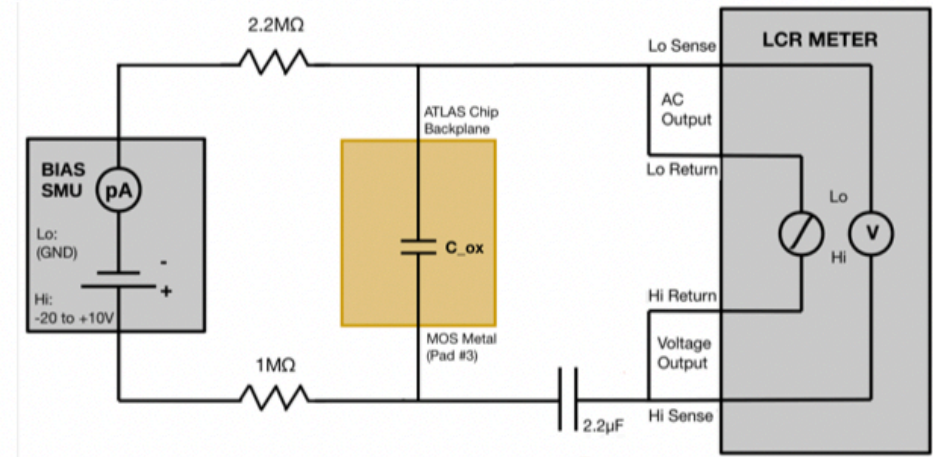 2.2MΩ
LCR METER
Lo Sense
ATLAS Chip
Backplane
AC
Output
BIAS
SMU
pA
Lo Return
Lo
V
Hi
Lo:
(GND)
-
+
C_ox
Hi:
-20 to +10V
Hi Return
MOS Metal
(Pad #3)
Voltage
Output
1MΩ
Hi Sense
2.2µF